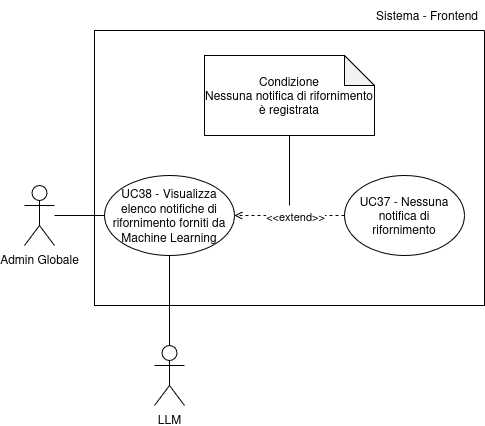 Sistema - Frontend
Condizione
Nessuna notifica di rifornimento
è registrata
UC38 - Visualizza
elenco notifiche di
rifornimento forniti da
Machine Learning
<<extend>>
UC37 - Nessuna
notifica di
rifornimento
Admin Globale
LLM